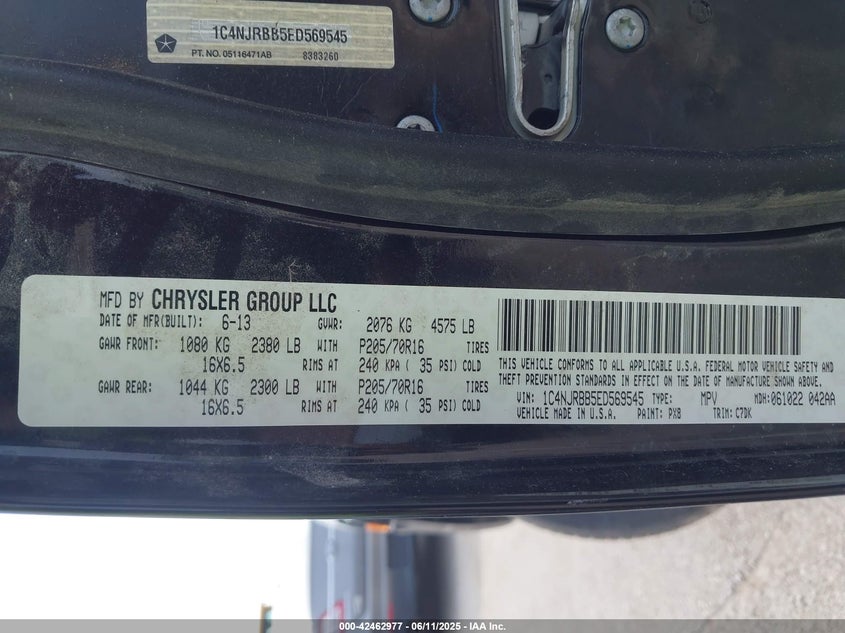 1C4NJRBB5ED569545
PT. NO. 05116471AB 8383260
MFD BY CHRYSLER GROUP LLC
DATE OF MFR(BUILT): 6-13 GVWR: 2076 KG 4575 LB
GAWR FRONT: 1080 KG 2380 LB WITH P205/70R16 TIRES
16X6.5 RIMS AT 240 KPA ( 35 PSI) COLD
GAWR REAR: 1044 KG 2300 LB WITH P205/70R16 TIRES
16X6.5 RIMS AT 240 KPA ( 35 PSI) COLD
THIS VEHICLE CONFORMS TO ALL APPLICABLE U.S.A. FEDERAL MOTOR VEHICLE SAFETY AND
THEFT PREVENTION STANDARDS IN EFFECT ON THE DATE OF MANUFACTURE SHOWN ABOVE.
VIN: 1C4NJRBB5ED569545 TYPE: MPV MDH: 061022 042AA
VEHICLE MADE IN U.S.A. PAINT: PX8 TRIM: C7DK
000-42462977 - 06/11/2025 - IAA Inc.